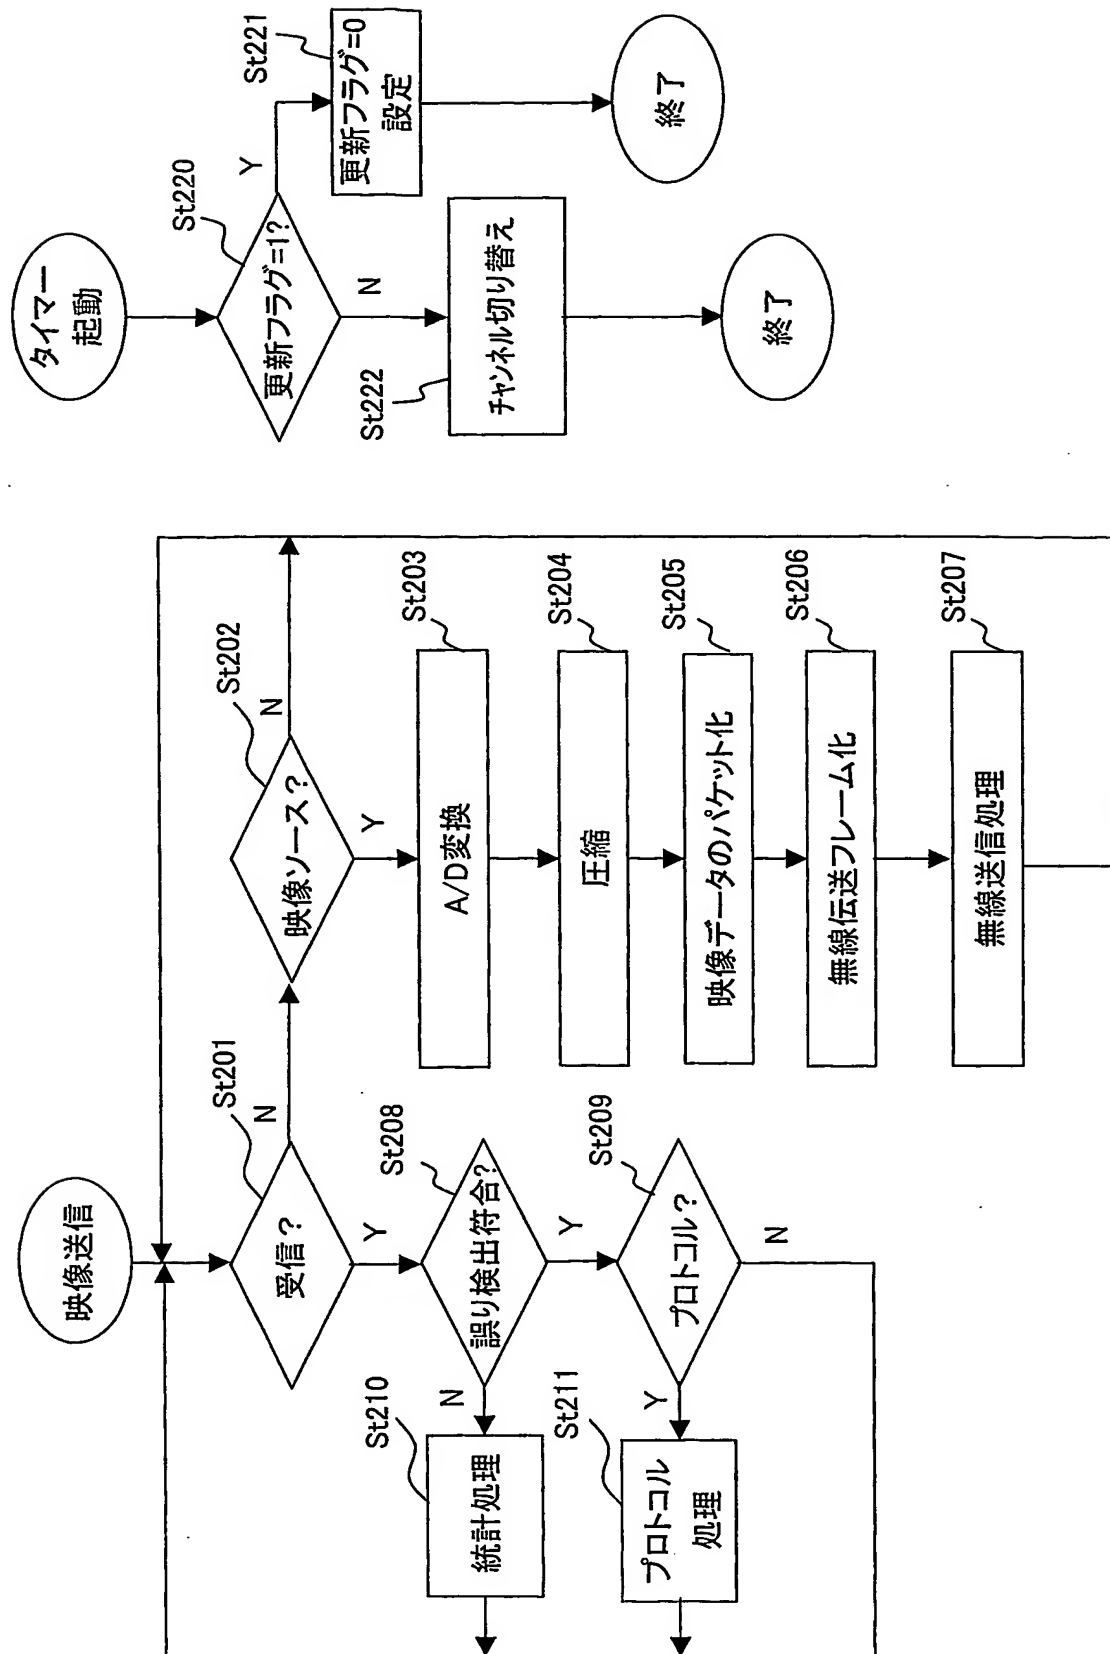 映像送信
St201
受信？
N
Y
St202
映像ソース？
N
Y
St203
A/D変換
St204
圧縮
St205
映像データのパケット化
St206
無線伝送フレーム化
St207
無線送信処理
St208
誤り検出符合?
N
Y
St209
プロトコル？
Y
N
St210
統計処理
St211
プロトコル
処理
タイマー
起動
St220
更新フラグ=1?
Y
N
St221
更新フラグ=0
設定
終了
St222
チャンネル切り替え
終了